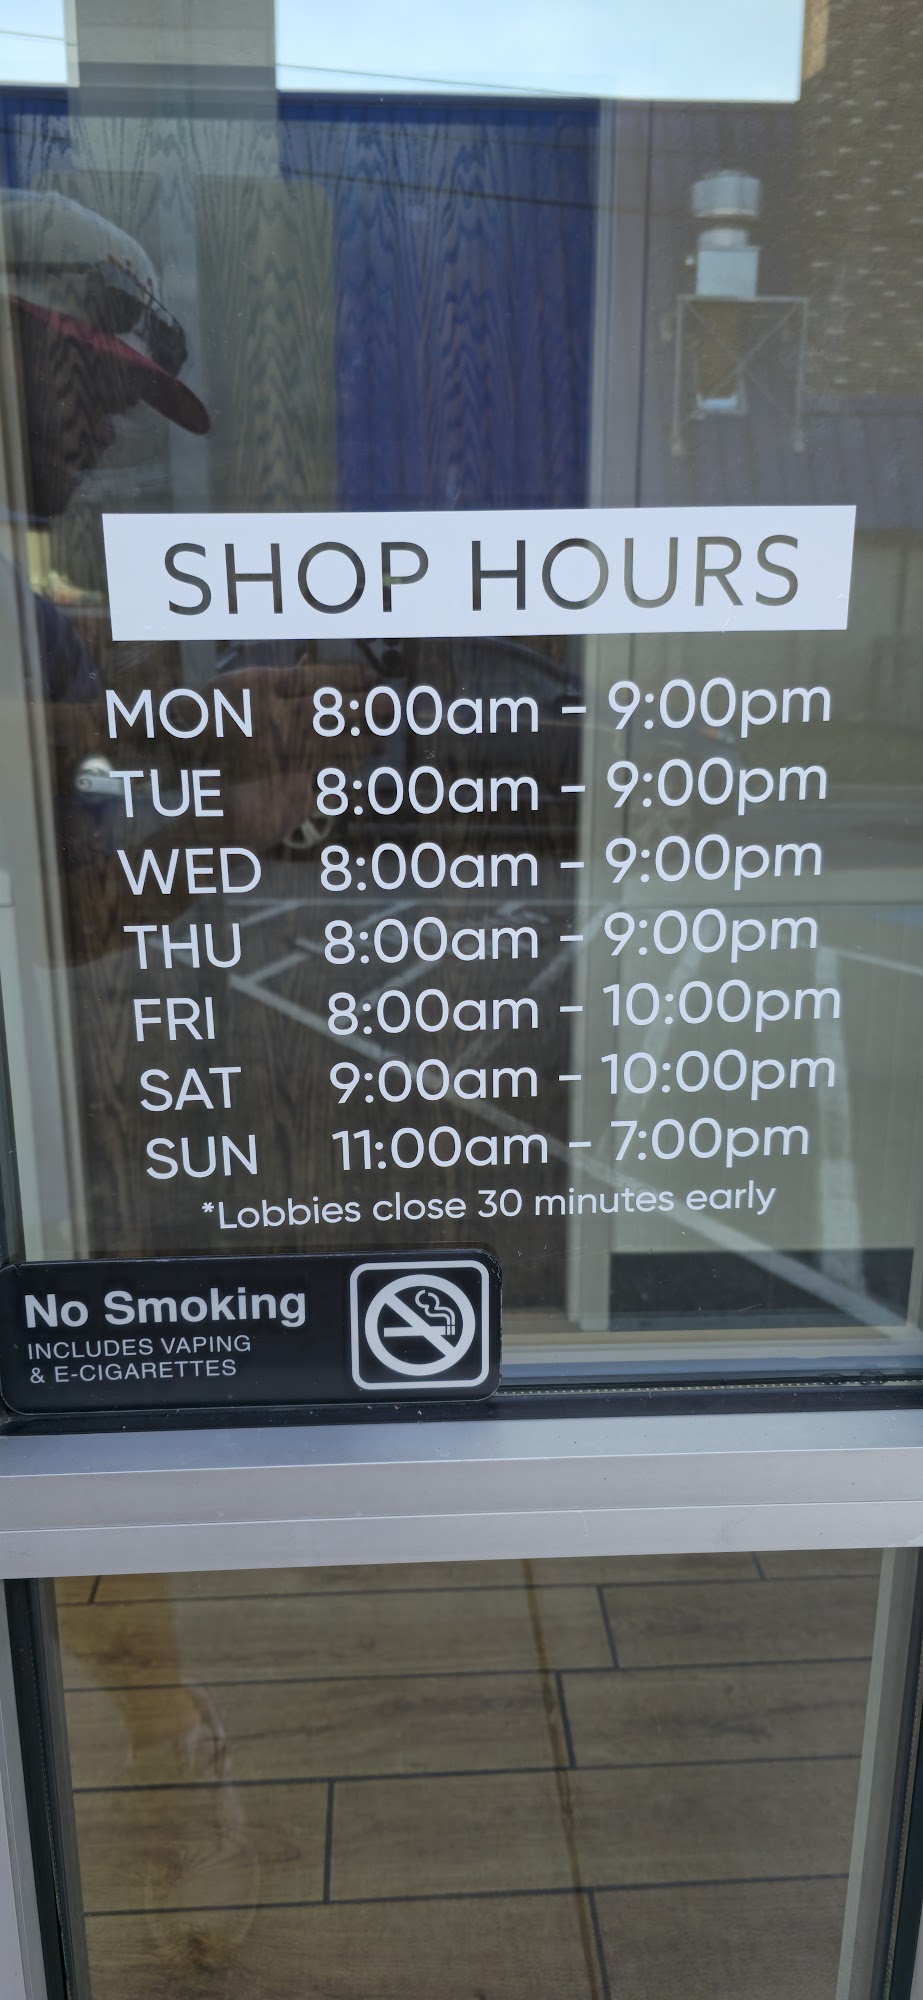 SHOP HOURS
MON 8:00am - 9:00pm
TUE 8:00am - 9:00pm
WED 8:00am - 9:00pm
THU 8:00am - 9:00pm
FRI 8:00am - 10:00pm
SAT 9:00am - 10:00pm
SUN 11:00am - 7:00pm
*Lobbies close 30 minutes early
No Smoking
INCLUDES VAPING
& E-CIGARETTES